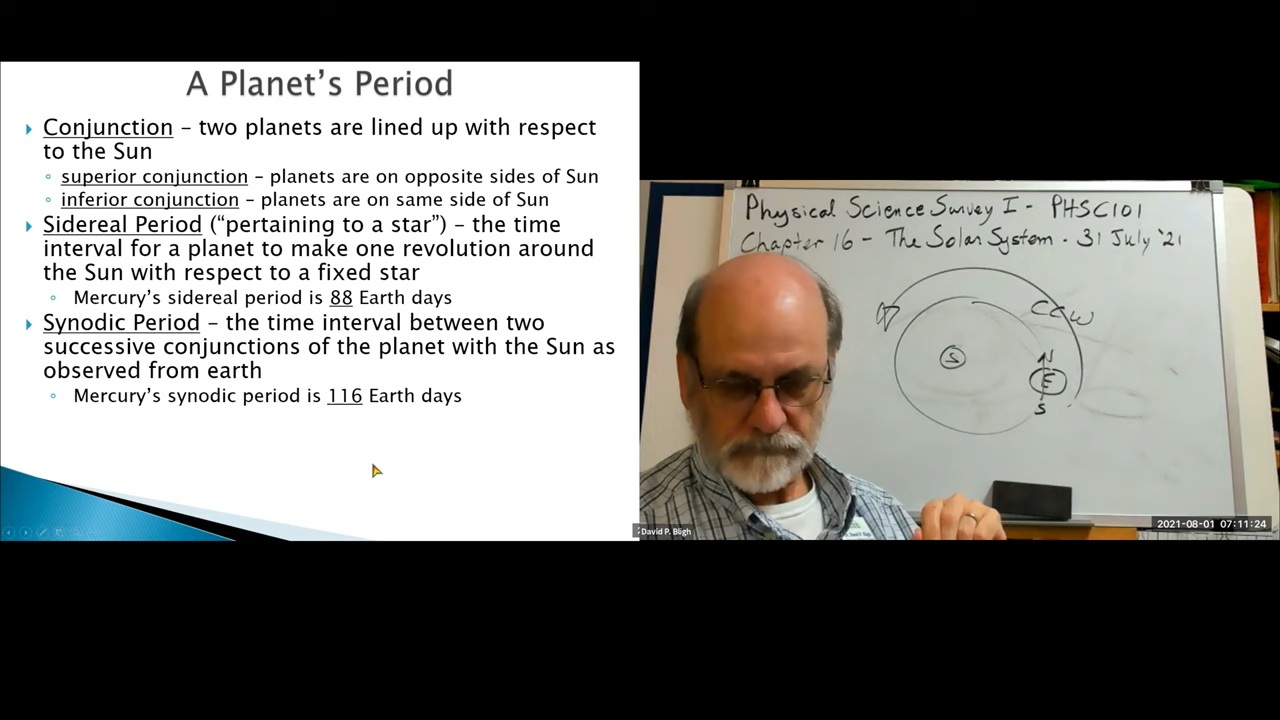 A Planet's Period
Conjunction – two planets are lined up with respect
to the Sun
superior conjunction – planets are on opposite sides of Sun
inferior conjunction – planets are on same side of Sun
Sidereal Period ("pertaining to a star") – the time
interval for a planet to make one revolution around
the Sun with respect to a fixed star
Mercury's sidereal period is 88 Earth days
Synodic Period – the time interval between two
successive conjunctions of the planet with the Sun as
observed from earth
Mercury's synodic period is 116 Earth days
Physical Science Survey I - PHSC101
Chapter 16 - The Solar System - 31 July '21
CCW
S
N
E
S
David P. Bligh
2021-08-01 07:11:24